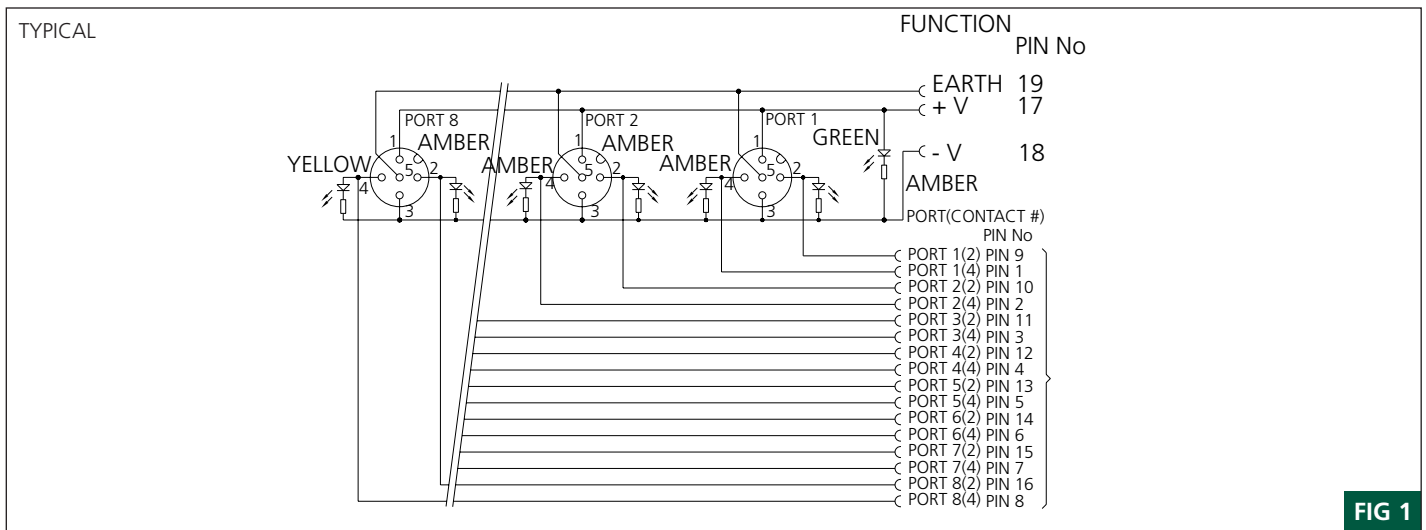 TYPICAL
FUNCTION
PIN No
EARTH 19
+ V 17
- V 18
PORT 8
PORT 2
PORT 1
YELLOW
AMBER
AMBER
AMBER
AMBER
GREEN
AMBER
1 2 3 4 5
1 2 3 4 5
1 2 3 4 5
PORT(CONTACT #)
PIN No
PORT 1(2) PIN 9
PORT 1(4) PIN 1
PORT 2(2) PIN 10
PORT 2(4) PIN 2
PORT 3(2) PIN 11
PORT 3(4) PIN 3
PORT 4(2) PIN 12
PORT 4(4) PIN 4
PORT 5(2) PIN 13
PORT 5(4) PIN 5
PORT 6(2) PIN 14
PORT 6(4) PIN 6
PORT 7(2) PIN 15
PORT 7(4) PIN 7
PORT 8(2) PIN 16
PORT 8(4) PIN 8
FIG 1